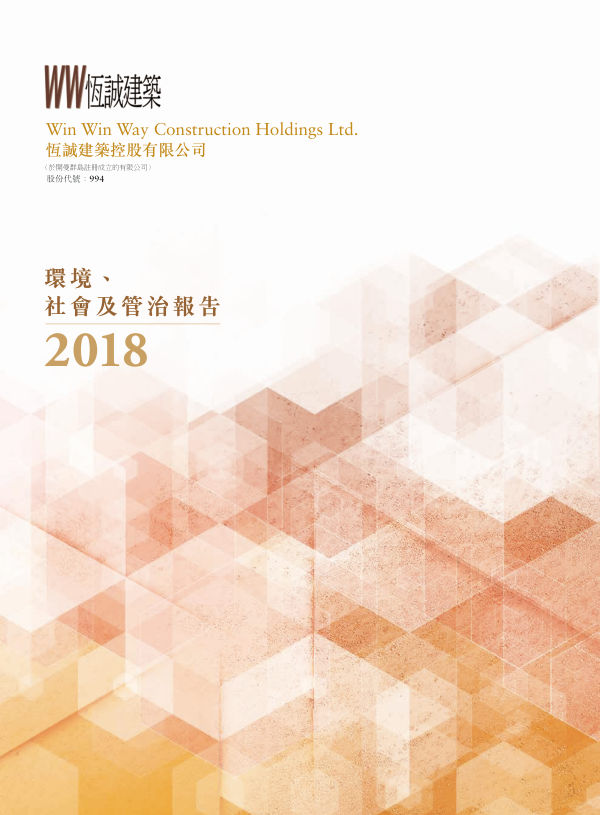 WW恆誠建築
Win Win Way Construction Holdings Ltd.
恆誠建築控股有限公司
（於開曼群島註冊成立的有限公司）
股份代號：994
環境、
社會及管治報告
2018